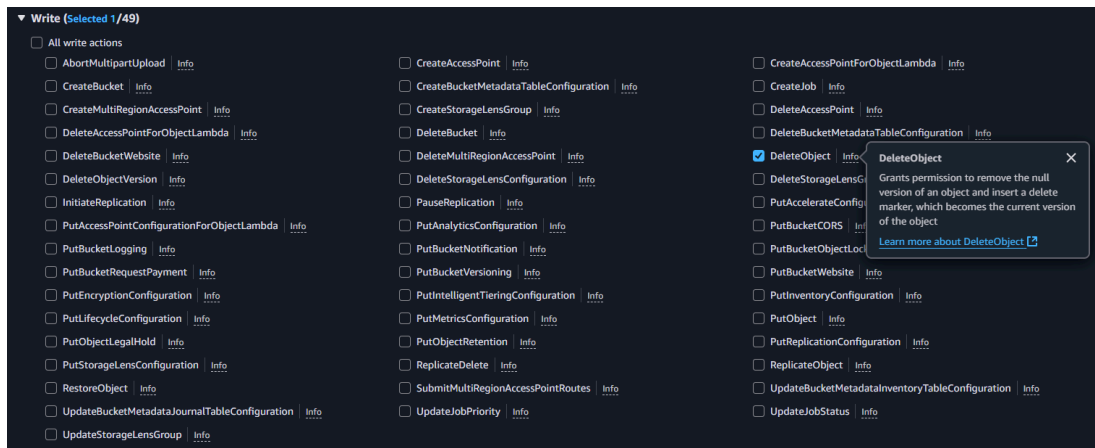 Write (Selected 1/49)
All write actions
AbortMultipartUpload Info CreateAccessPoint Info CreateAccessPointForObjectLambda Info
CreateBucket Info CreateBucketMetadataTableConfiguration Info CreateJob Info
CreateMultiRegionAccessPoint Info CreateStorageLensGroup Info DeleteAccessPoint Info
DeleteAccessPointForObjectLambda Info DeleteBucket Info DeleteBucketMetadataTableConfiguration Info
DeleteBucketWebsite Info DeleteMultiRegionAccessPoint Info DeleteObject Info
DeleteObjectVersion Info DeleteStorageLensConfiguration Info
InitiateReplication Info PauseReplication Info
PutAccessPointConfigurationForObjectLambda Info PutAnalyticsConfiguration Info PutBucketCORS
PutBucketLogging Info PutBucketNotification Info
PutBucketRequestPayment Info PutBucketVersioning Info PutBucketWebsite Info
PutEncryptionConfiguration Info PutIntelligentTieringConfiguration Info PutInventoryConfiguration Info
PutLifecycleConfiguration Info PutMetricsConfiguration Info PutObject Info
PutObjectLegalHold Info PutObjectRetention Info PutReplicationConfiguration Info
PutStorageLensConfiguration Info ReplicateDelete Info ReplicateObject Info
RestoreObject Info SubmitMultiRegionAccessPointRoutes Info UpdateBucketMetadataInventoryTableConfiguration Info
UpdateBucketMetadataJournalTableConfiguration Info UpdateJobPriority Info UpdateJobStatus Info
UpdateStorageLensGroup Info
DeleteObject
Grants permission to remove the null
version of an object and insert a delete
marker, which becomes the current version
of the object
Learn more about DeleteObject